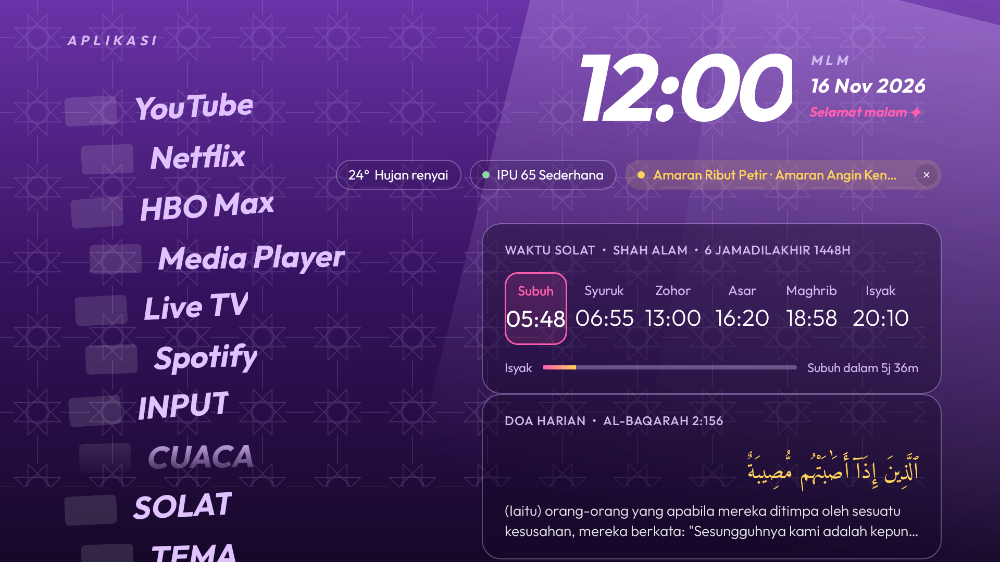 APLIKASI
YouTube
Netflix
HBO Max
Media Player
Live TV
Spotify
INPUT
CUACA
SOLAT
TEMA
12:00
MLM
16 Nov 2026
Selamat malam ✦
24° Hujan renyai
IPU 65 Sederhana
Amaran Ribut Petir · Amaran Angin Ken...
×
WAKTU SOLAT • SHAH ALAM • 6 JAMADILAKHIR 1448H
Subuh Syuruk Zohor Asar Maghrib Isyak
05:48 06:55 13:00 16:20 18:58 20:10
Isyak Subuh dalam 5j 36m
DOA HARIAN • AL-BAQARAH 2:156
ٱلَّذِينَ إِذَآ أَصَٰبَتْهُم مُّصِيبَةٌ
(Iaitu) orang-orang yang apabila mereka ditimpa oleh sesuatu
kesusahan, mereka berkata: "Sesungguhnya kami adalah kepun...